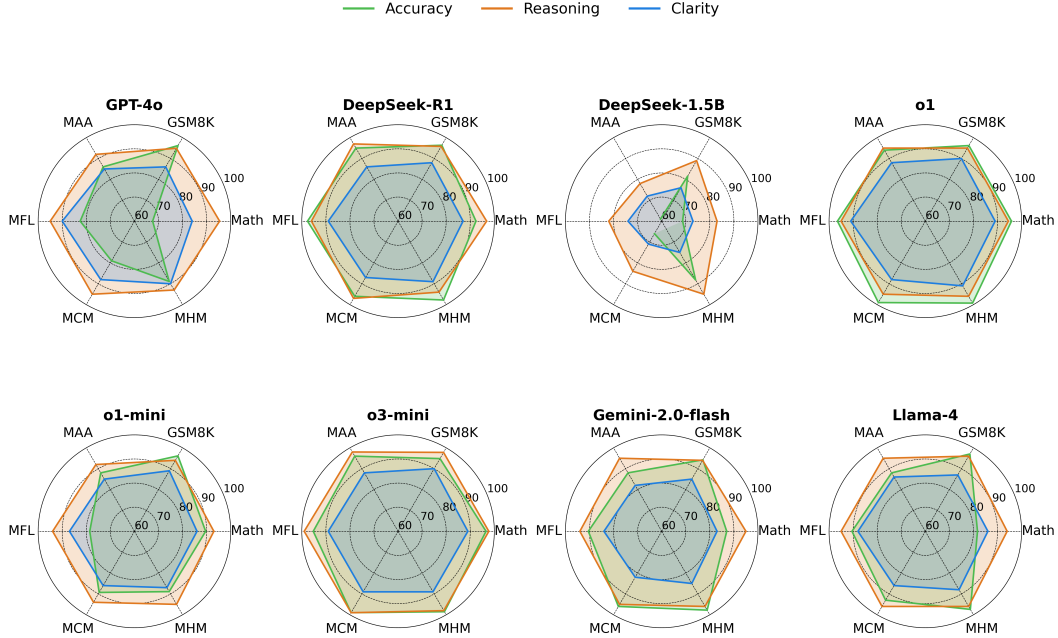 Accuracy Reasoning Clarity
GPT-4o
MAA GSM8K
MFL 60 70 80 90 100 Math
MCM MHM
DeepSeek-R1
MAA GSM8K
MFL 60 70 80 90 100 Math
MCM MHM
DeepSeek-1.5B
MAA GSM8K
MFL 60 70 80 90 100 Math
MCM MHM
o1
MAA GSM8K
MFL 60 70 80 90 100 Math
MCM MHM
o1-mini
MAA GSM8K
MFL 60 70 80 90 100 Math
MCM MHM
o3-mini
MAA GSM8K
MFL 60 70 80 90 100 Math
MCM MHM
Gemini-2.0-flash
MAA GSM8K
MFL 60 70 80 90 100 Math
MCM MHM
Llama-4
MAA GSM8K
MFL 60 70 80 90 100 Math
MCM MHM